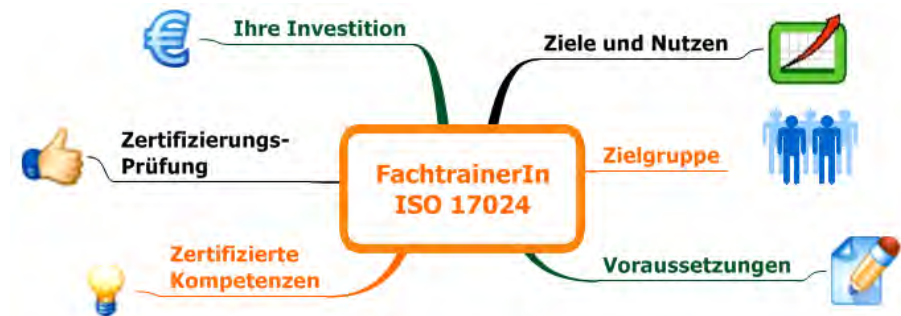 Ihre Investition
Ziele und Nutzen
Zertifizierungs-
Prüfung
FachtrainerIn
ISO 17024
Zielgruppe
Zertifizierte
Kompetenzen
Voraussetzungen